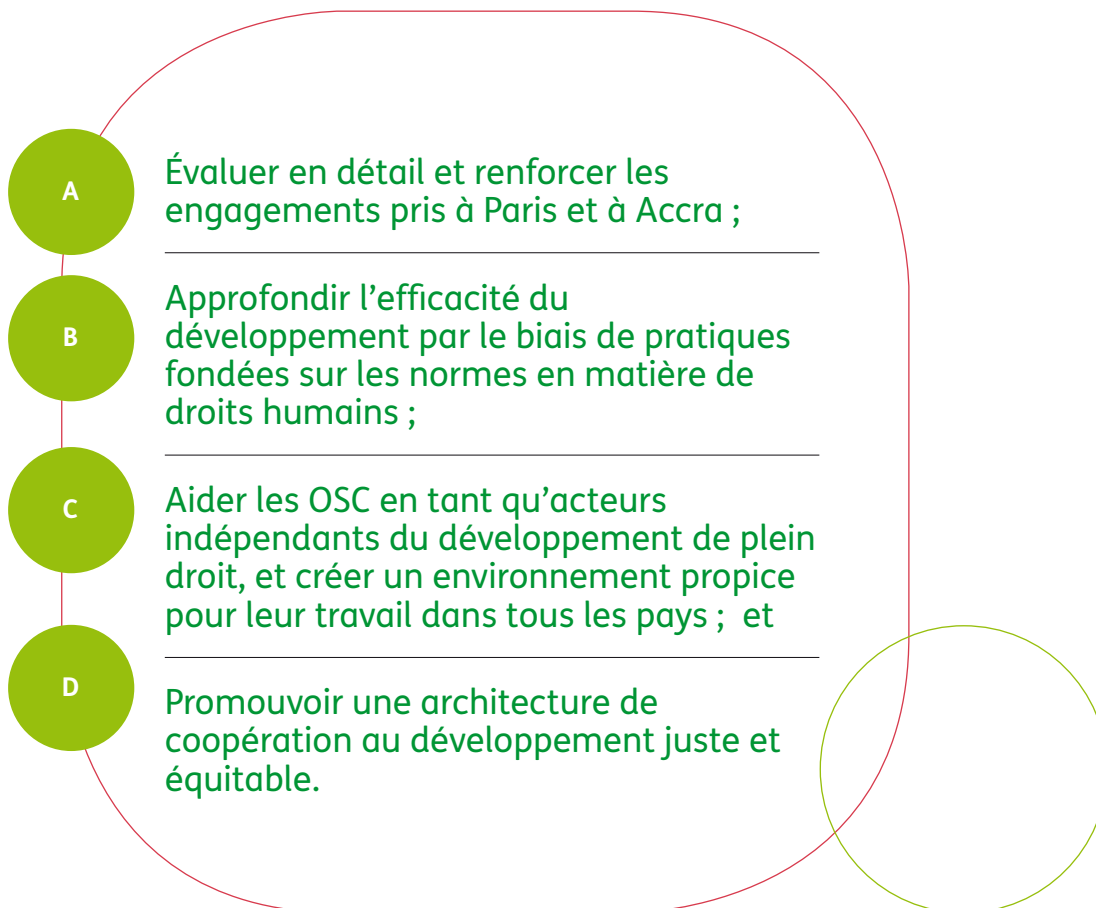 A
Évaluer en détail et renforcer les
engagements pris à Paris et à Accra ;
B
Approfondir l’efficacité du
développement par le biais de pratiques
fondées sur les normes en matière de
droits humains ;
C
Aider les OSC en tant qu’acteurs
indépendants du développement de plein
droit, et créer un environnement propice
pour leur travail dans tous les pays ;  et
D
Promouvoir une architecture de
coopération au développement juste et
équitable.